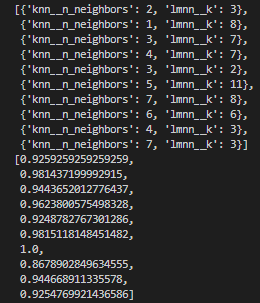 [{'knn__n_neighbors': 2, 'lmnn__k': 3},
{'knn__n_neighbors': 1, 'lmnn__k': 8},
{'knn__n_neighbors': 3, 'lmnn__k': 7},
{'knn__n_neighbors': 4, 'lmnn__k': 7},
{'knn__n_neighbors': 3, 'lmnn__k': 2},
{'knn__n_neighbors': 5, 'lmnn__k': 11},
{'knn__n_neighbors': 7, 'lmnn__k': 8},
{'knn__n_neighbors': 6, 'lmnn__k': 6},
{'knn__n_neighbors': 4, 'lmnn__k': 3},
{'knn__n_neighbors': 7, 'lmnn__k': 3}]
[0.9259259259259259,
0.981437199992915,
0.9443652012776437,
0.9623800575498328,
0.9248782767301286,
0.9815118148451482,
1.0,
0.8678902849634555,
0.944668911335578,
0.9254769921436586]